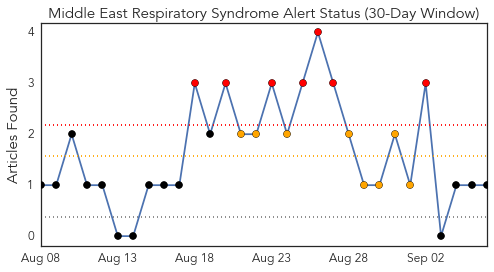 Middle East Respiratory Syndrome Alert Status (30-Day Window)
Articles Found
4
3
2
1
0
Aug 08 Aug 13 Aug 18 Aug 23 Aug 28 Sep 02